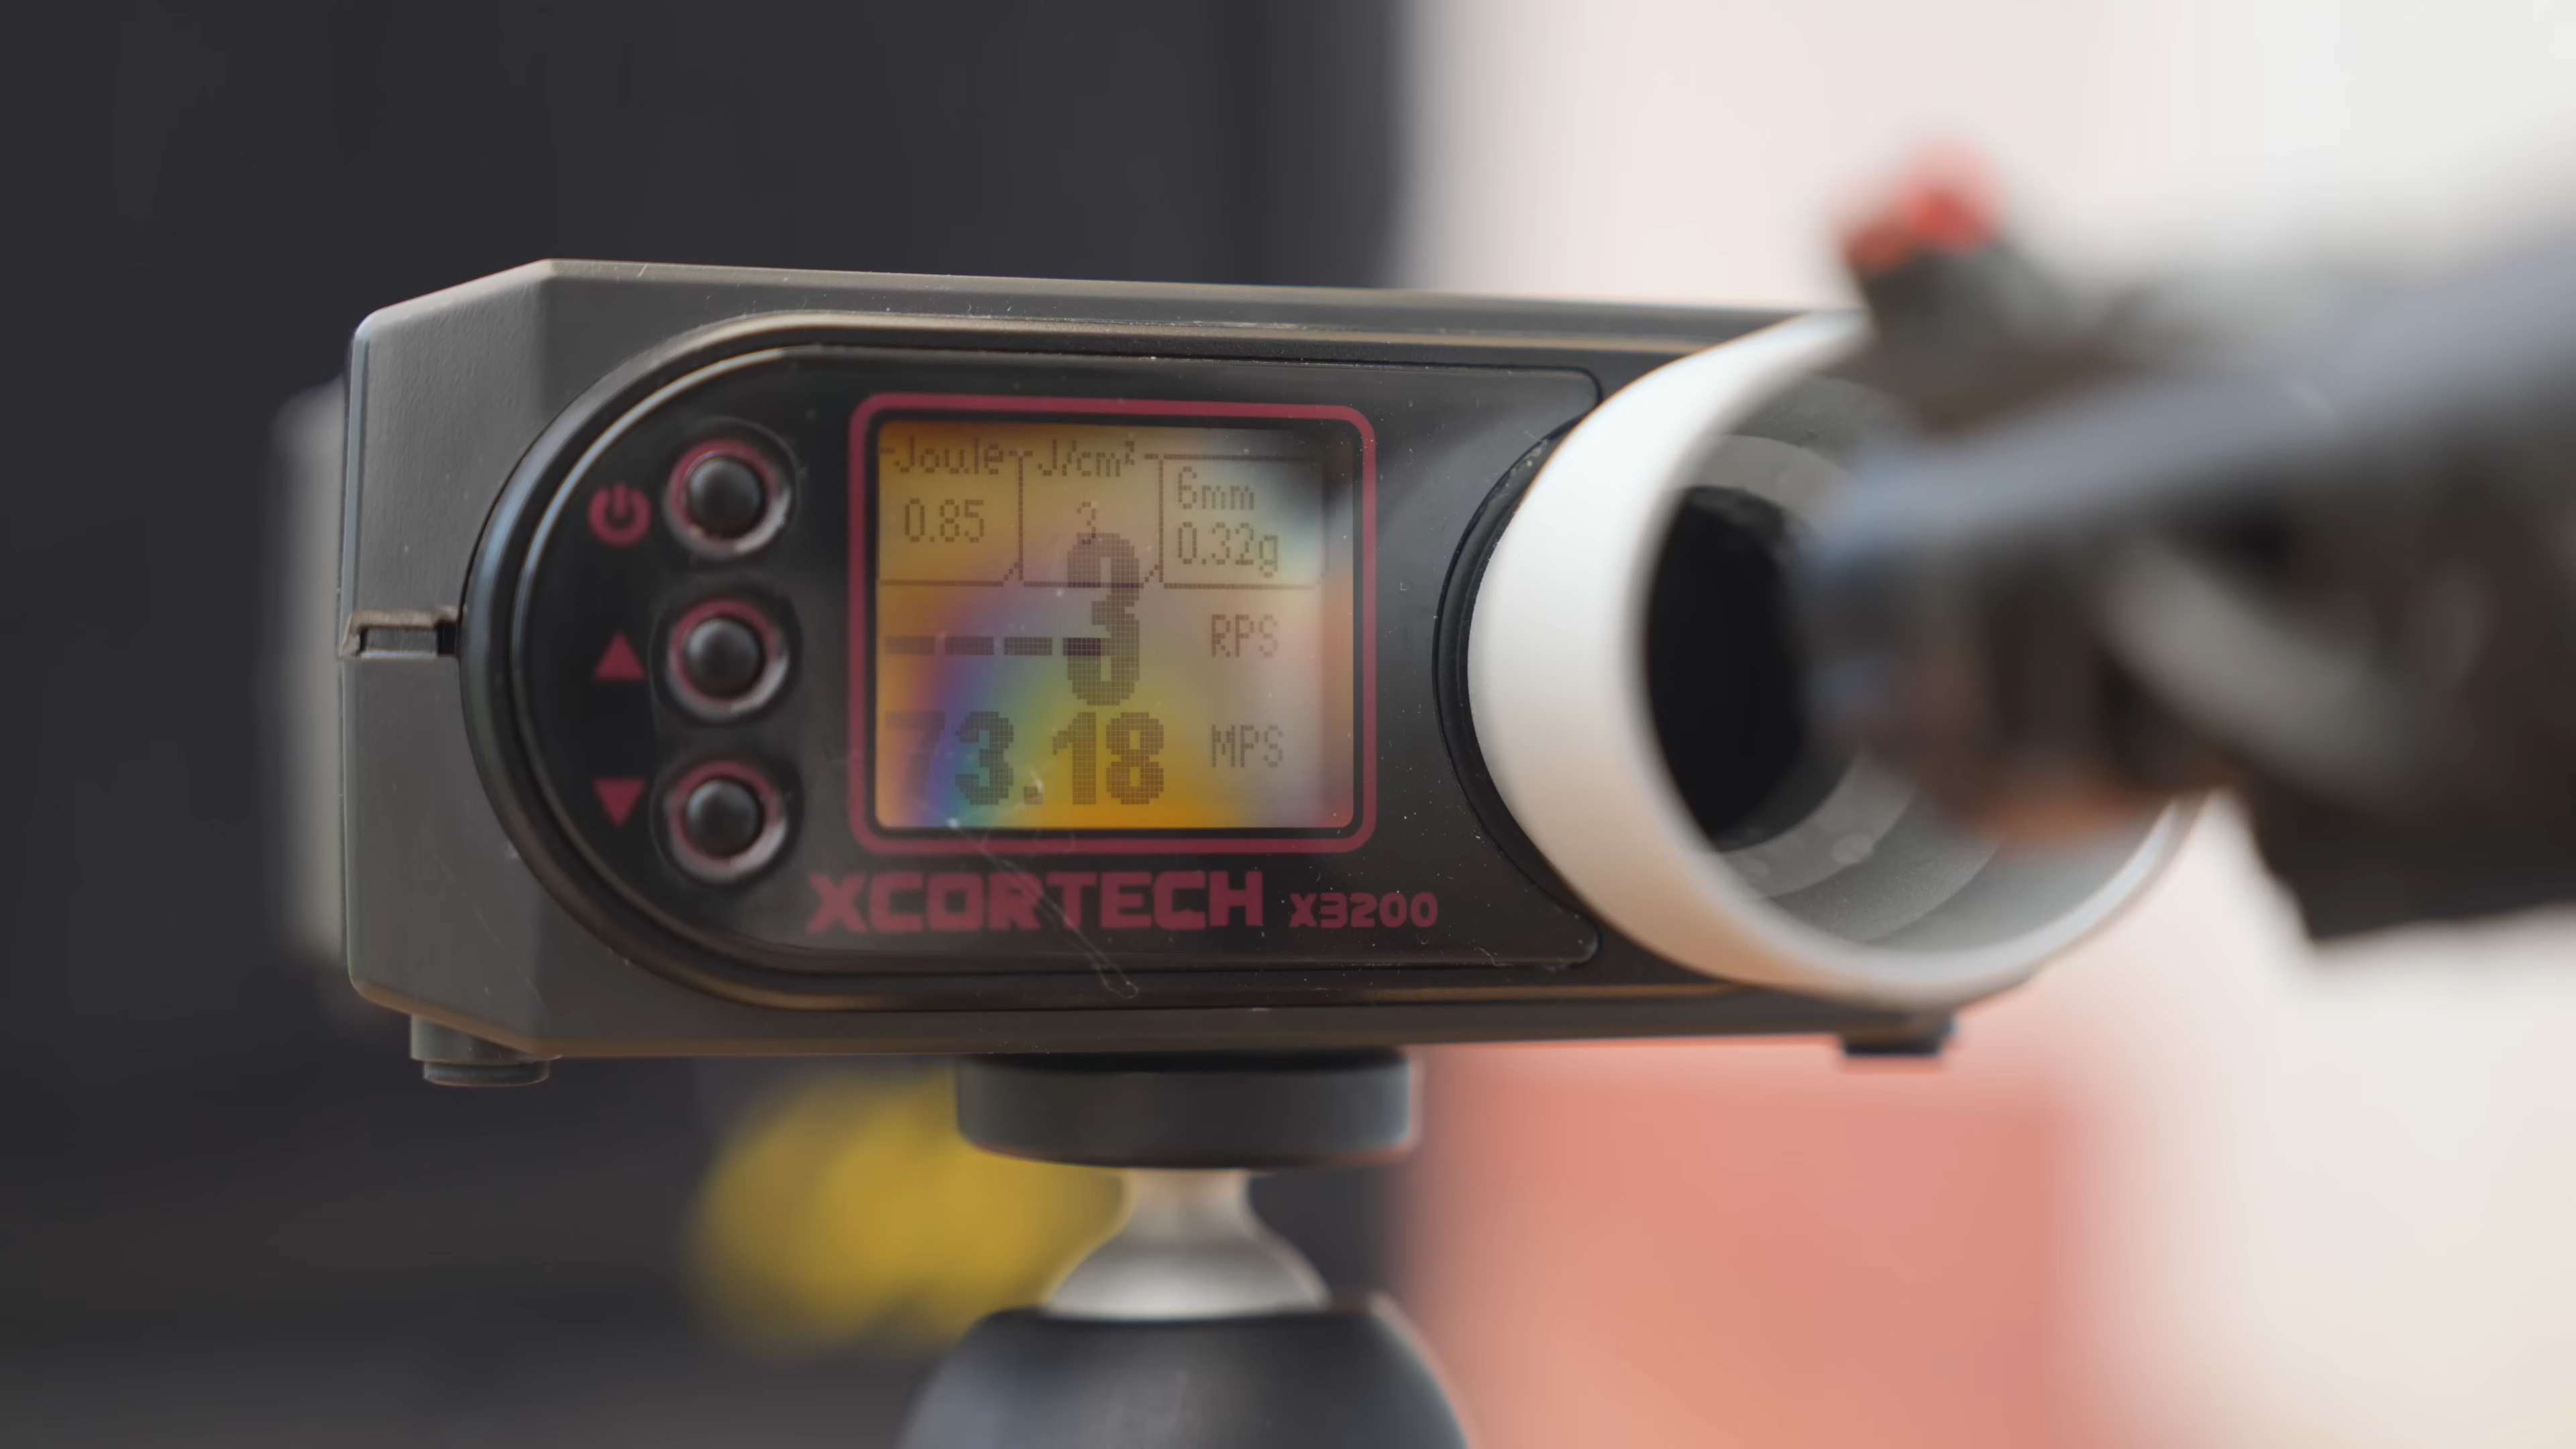 Joule J/cm² 6mm
0.85 3 0.32g
3
---- RPS
73.18 MPS
XCORTECH X3200